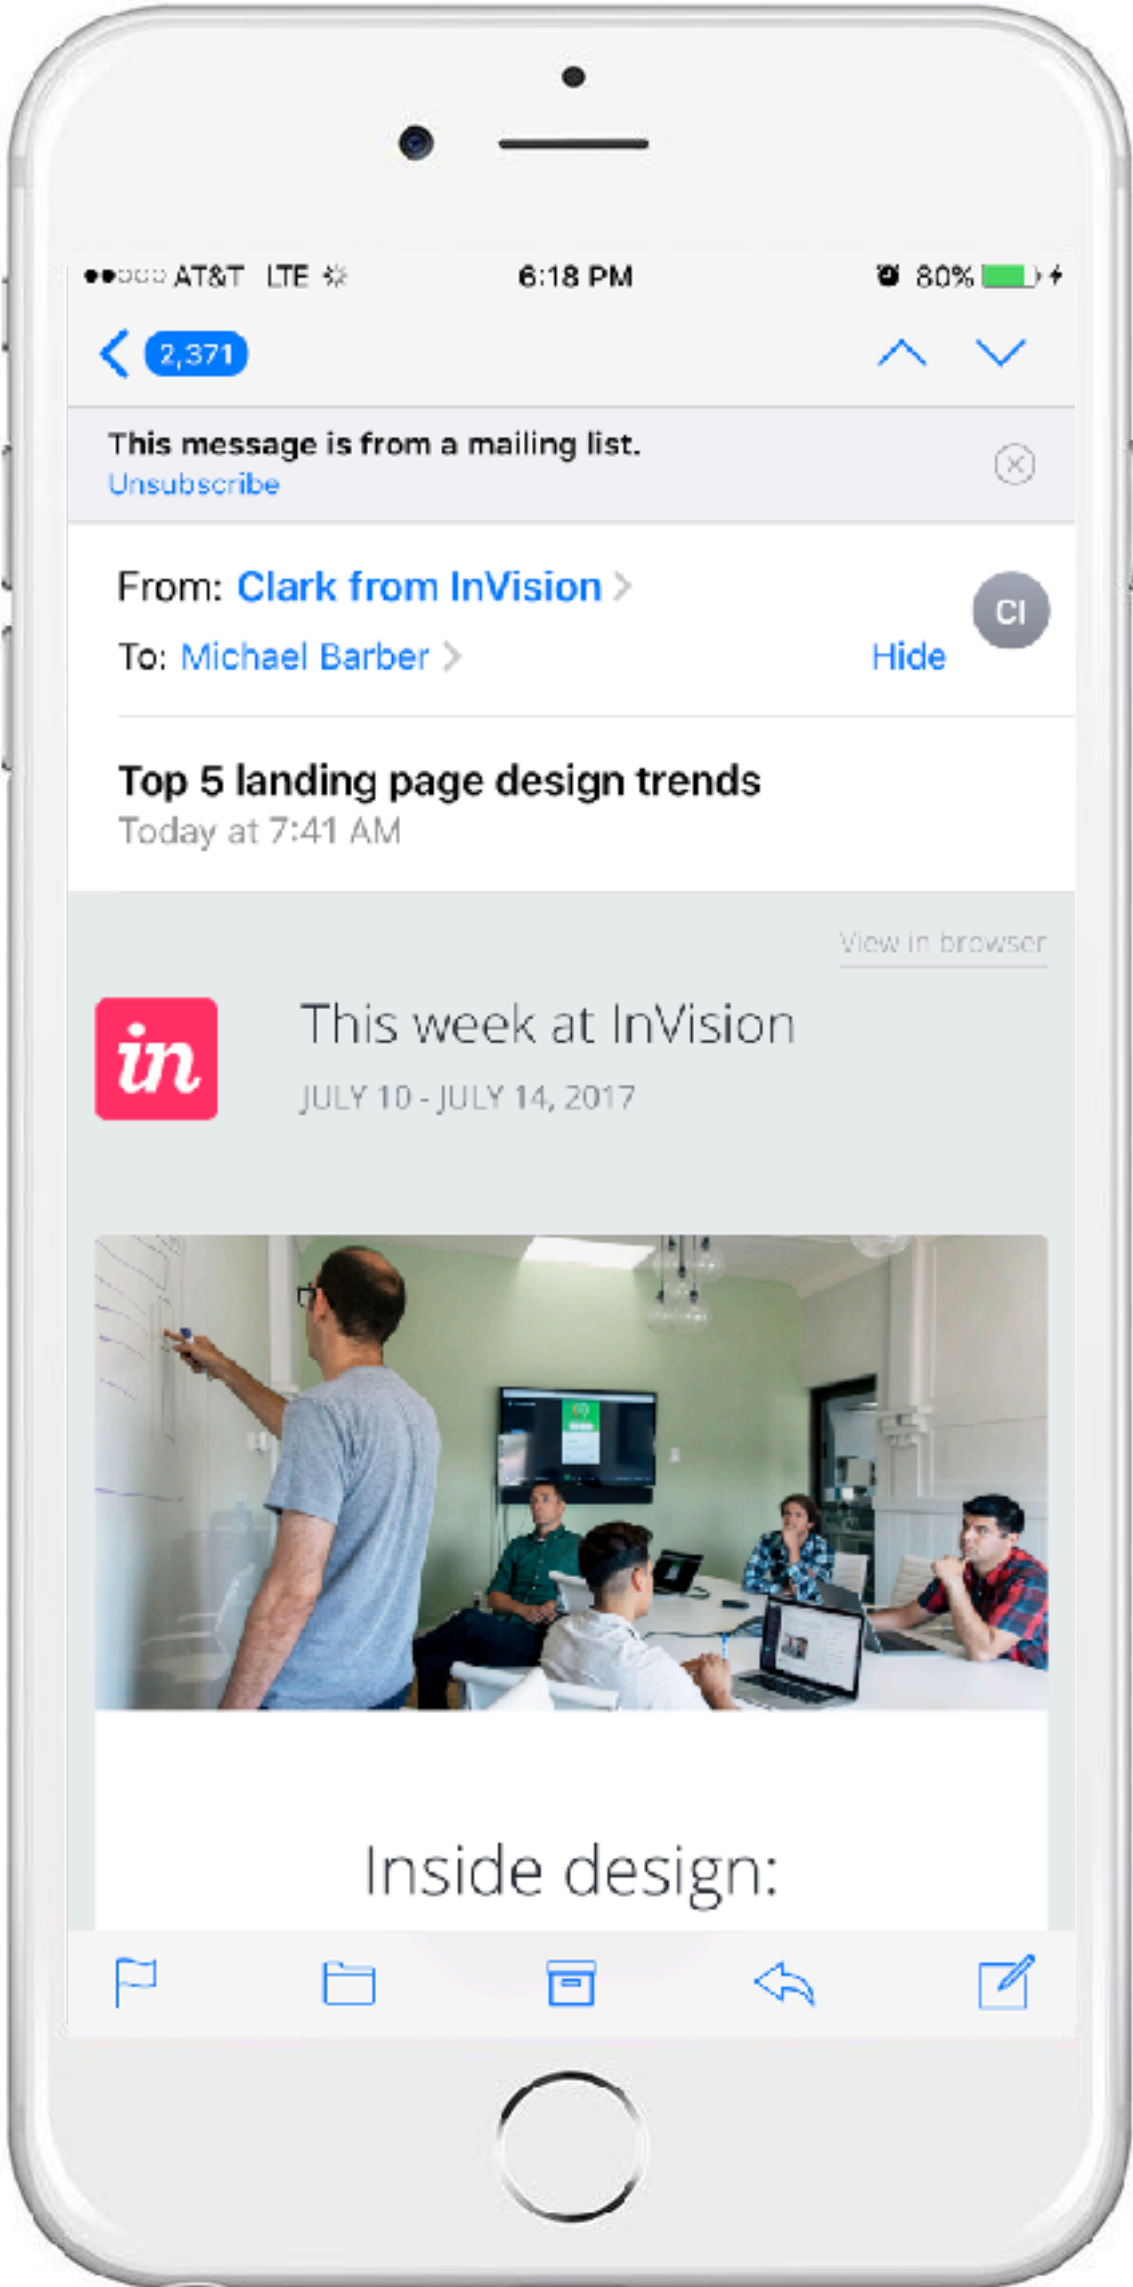 AT&T LTE 6:18 PM 80%
2,371
This message is from a mailing list.
Unsubscribe
From: Clark from InVision
CI
To: Michael Barber Hide
Top 5 landing page design trends
Today at 7:41 AM
View in browser
in
This week at InVision
JULY 10 - JULY 14, 2017
Inside design: